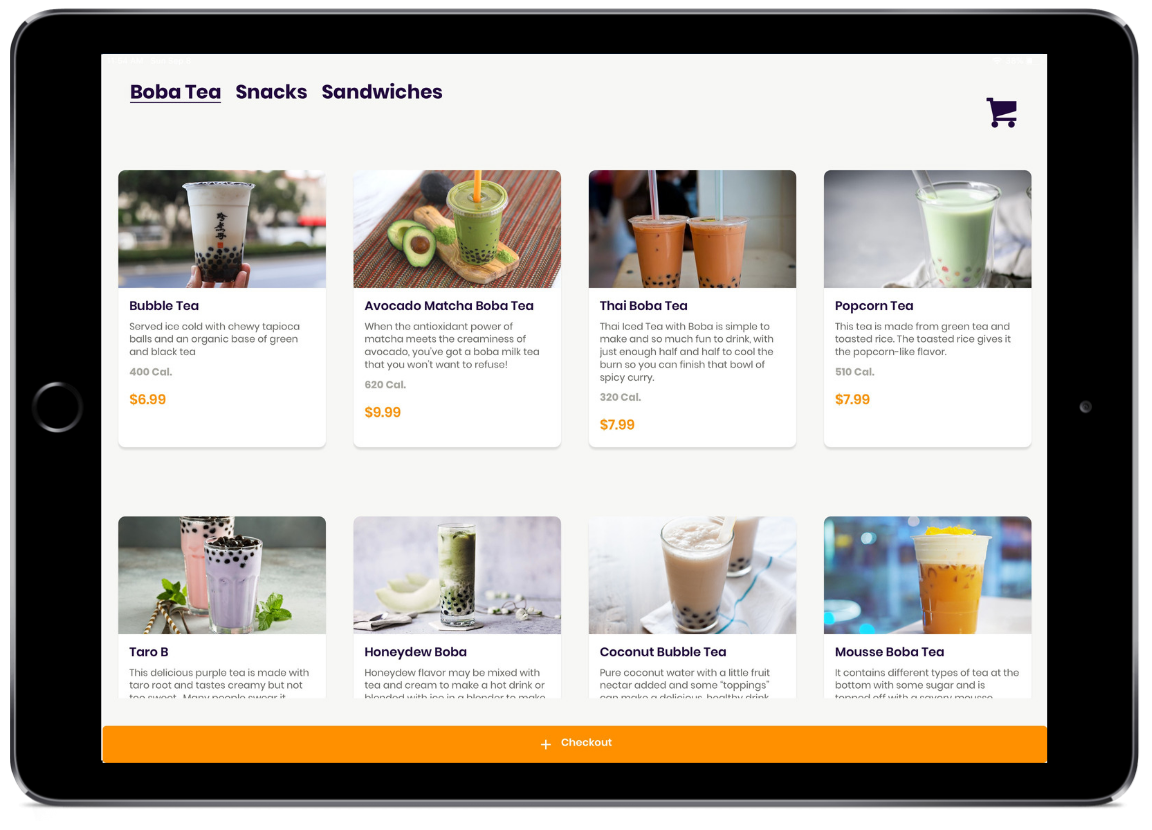 Boba Tea Snacks Sandwiches
Bubble Tea
Served ice cold with chewy tapioca
balls and an organic base of green
and black tea
400 Cal.
$6.99
Avocado Matcha Boba Tea
When the antioxidant power of
matcha meets the creaminess of
avocado, you've got a boba milk tea
that you won't want to refuse!
620 Cal.
$9.99
Thai Boba Tea
Thai Iced Tea with Boba is simple to
make and so much fun to drink, with
just enough half and half to cool the
burn so you can finish that bowl of
spicy curry.
320 Cal.
$7.99
Popcorn Tea
This tea is made from green tea and
toasted rice. The toasted rice gives it
the popcorn-like flavor.
510 Cal.
$7.99
Taro B
This delicious purple tea is made with
taro root and tastes creamy but not
too sweet. Many people swear it
Honeydew Boba
Honeydew flavor may be mixed with
tea and cream to make a hot drink or
blended with ice in a blender to make
Coconut Bubble Tea
Pure coconut water with a little fruit
nectar added and some "toppings"
can make a delicious, healthy drink
Mousse Boba Tea
It contains different types of tea at the
bottom with some sugar and is
topped off with a savory mousse
+ Checkout